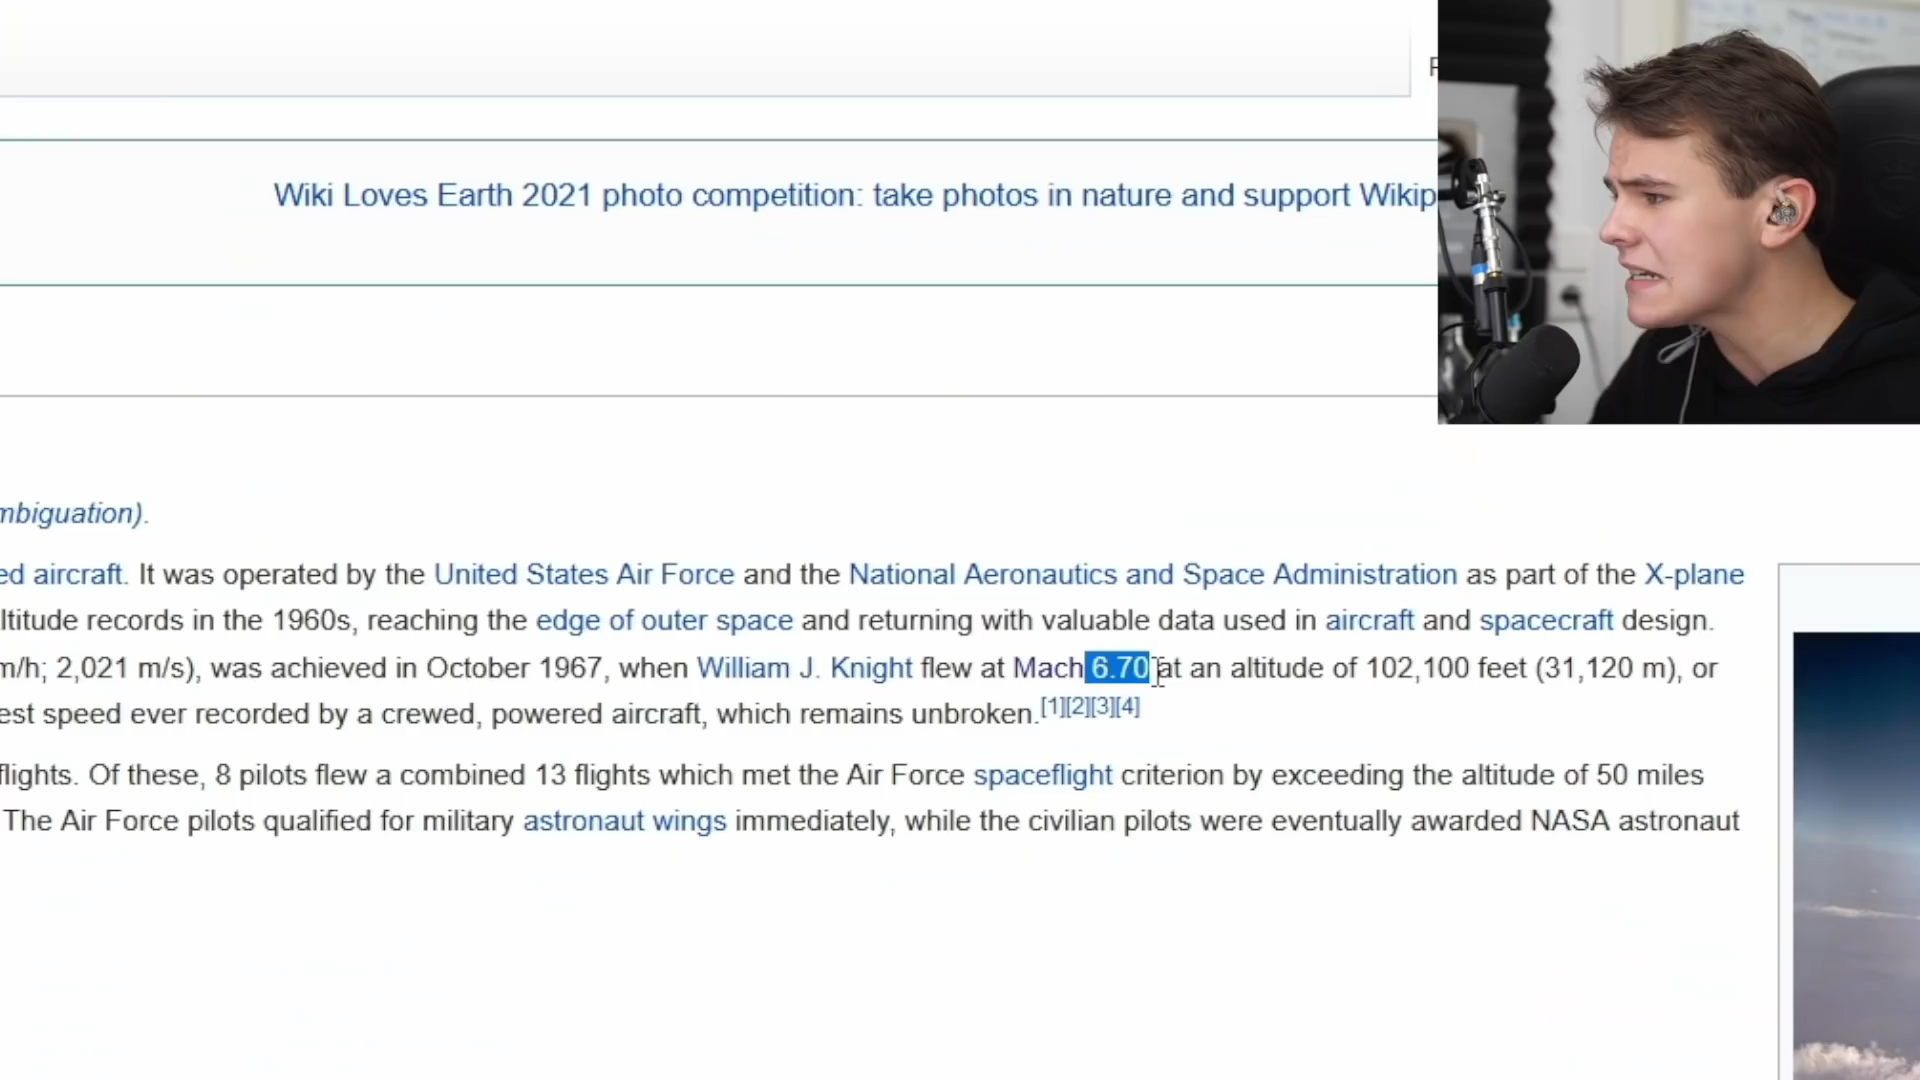 Wiki Loves Earth 2021 photo competition: take photos in nature and support Wikip
mbiguation).
ed aircraft. It was operated by the United States Air Force and the National Aeronautics and Space Administration as part of the X-plane
ltitude records in the 1960s, reaching the edge of outer space and returning with valuable data used in aircraft and spacecraft design.
m/h; 2,021 m/s), was achieved in October 1967, when William J. Knight flew at Mach 6.70 at an altitude of 102,100 feet (31,120 m), or
est speed ever recorded by a crewed, powered aircraft, which remains unbroken.[1][2][3][4]
flights. Of these, 8 pilots flew a combined 13 flights which met the Air Force spaceflight criterion by exceeding the altitude of 50 miles
The Air Force pilots qualified for military astronaut wings immediately, while the civilian pilots were eventually awarded NASA astronaut